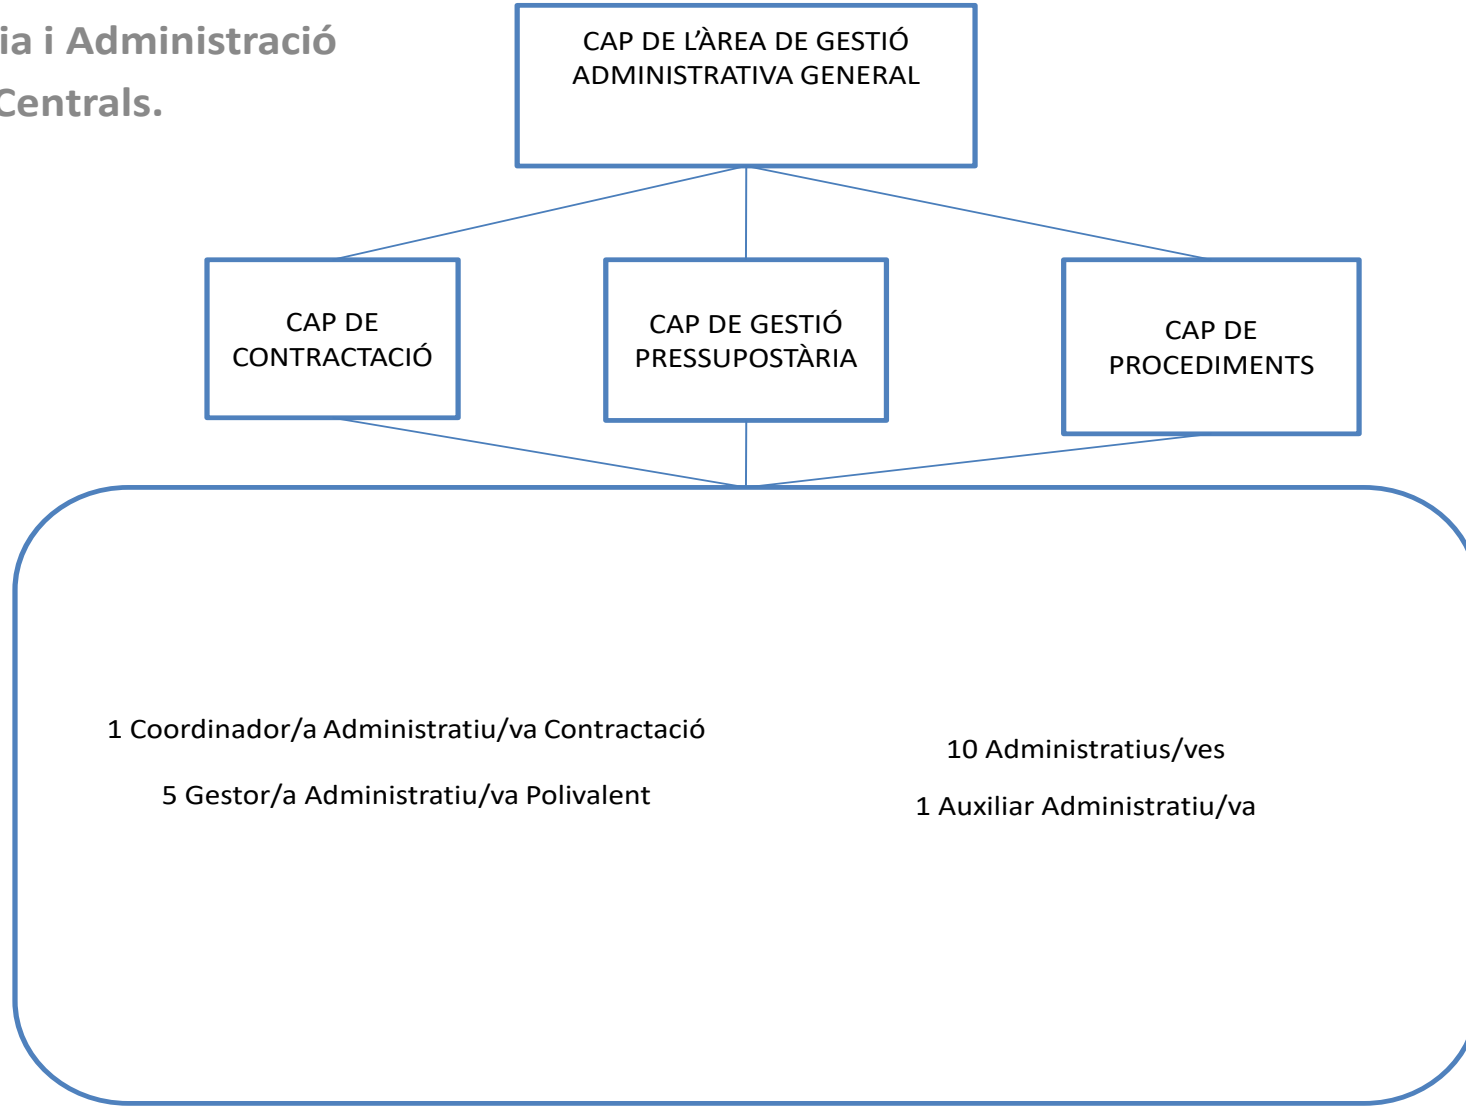 ia i Administració
Centrals.
CAP DE L'ÀREA DE GESTIÓ
ADMINISTRATIVA GENERAL
CAP DE
CONTRACTACIÓ
CAP DE GESTIÓ
PRESSUPOSTÀRIA
CAP DE
PROCEDIMENTS
1 Coordinador/a Administratiu/va Contractació
5 Gestor/a Administratiu/va Polivalent
10 Administratius/ves
1 Auxiliar Administratiu/va